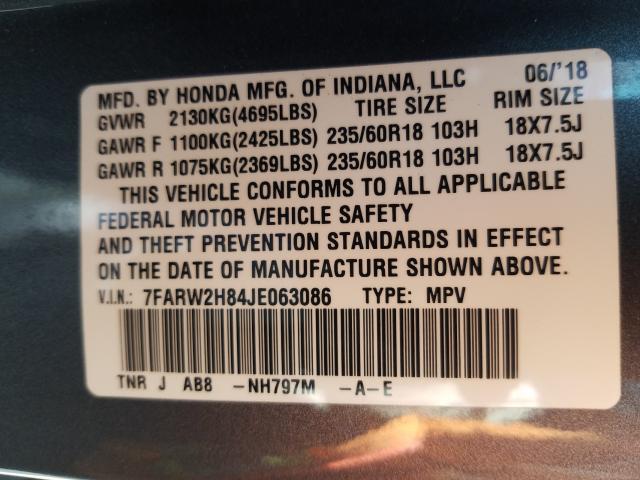 MFD. BY HONDA MFG. OF INDIANA, LLC 06/'18
GVWR 2130KG(4695LBS) TIRE SIZE RIM SIZE
GAWR F 1100KG(2425LBS) 235/60R18 103H 18X7.5J
GAWR R 1075KG(2369LBS) 235/60R18 103H 18X7.5J
THIS VEHICLE CONFORMS TO ALL APPLICABLE
FEDERAL MOTOR VEHICLE SAFETY
AND THEFT PREVENTION STANDARDS IN EFFECT
ON THE DATE OF MANUFACTURE SHOWN ABOVE.
V.I.N.: 7FARW2H84JE063086 TYPE: MPV
TNR J AB8 -NH797M -A-E